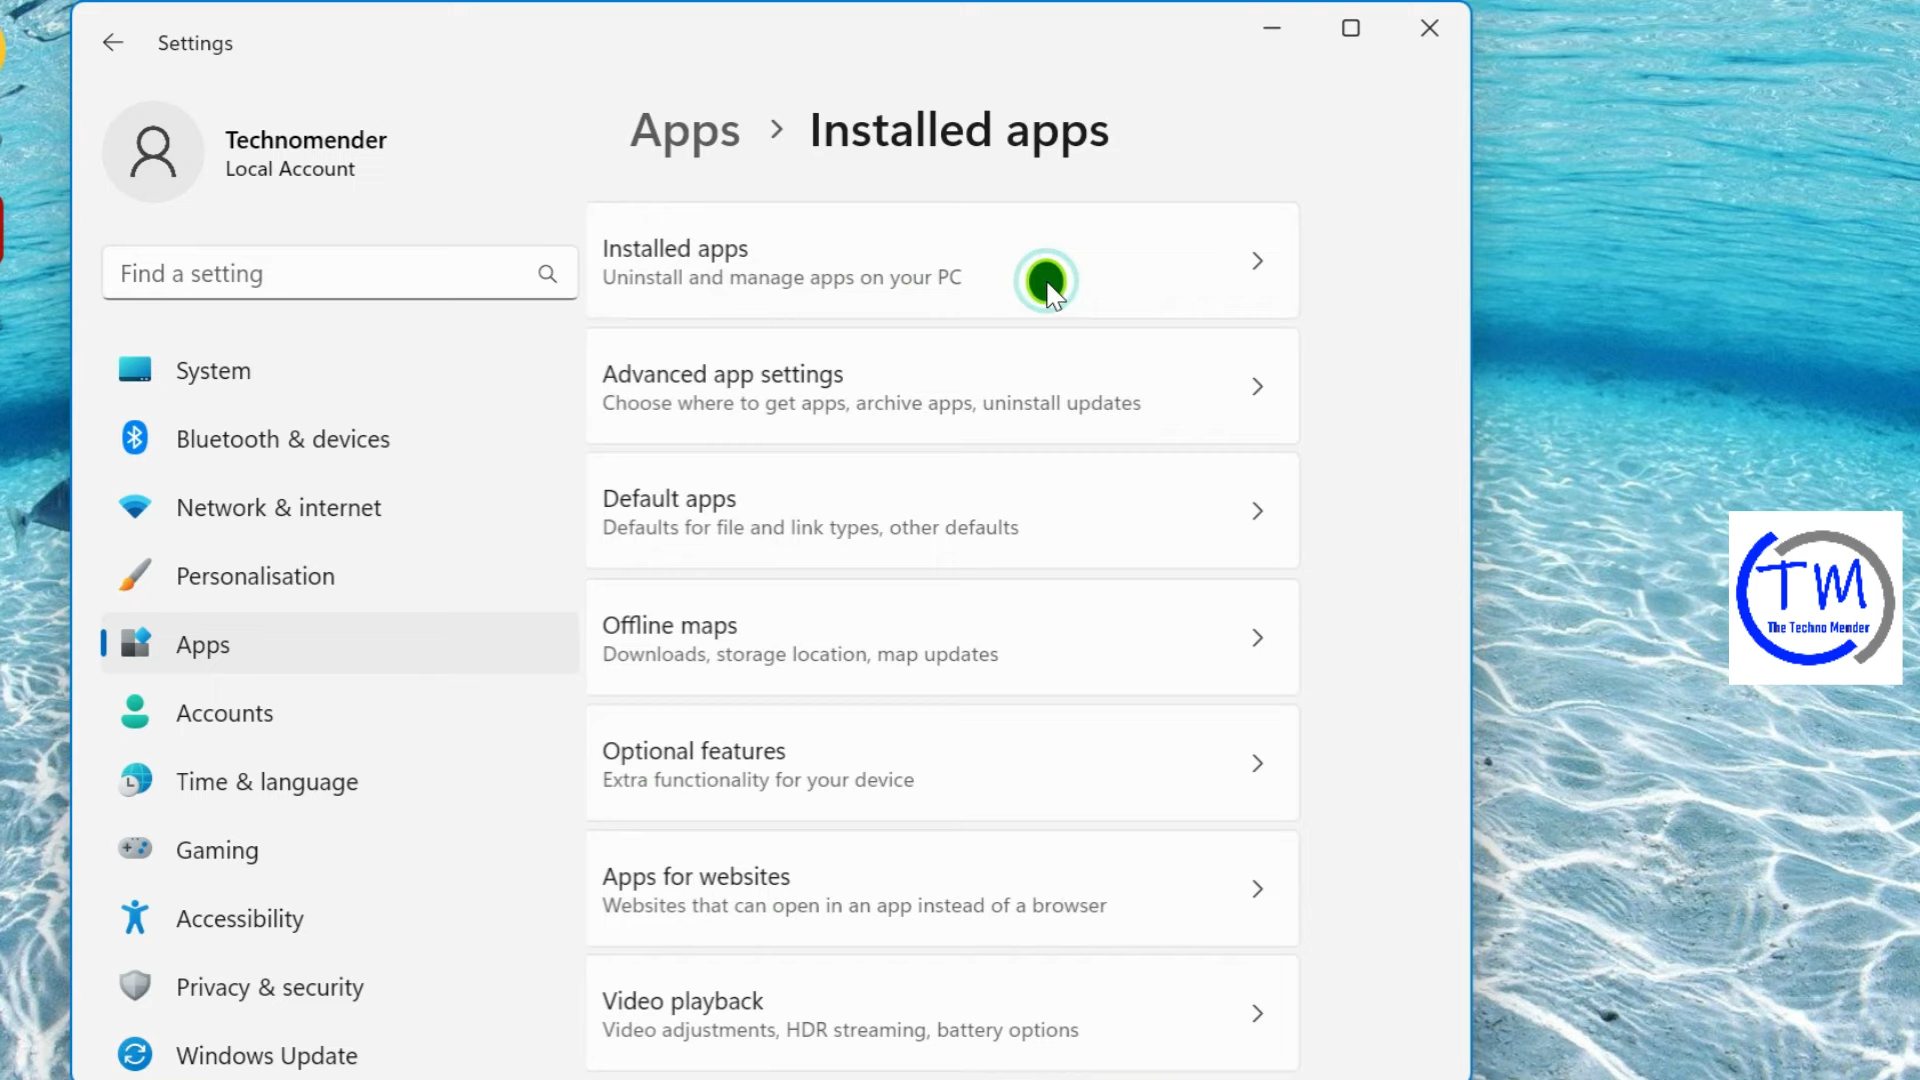 Settings
Technomender
Local Account
Find a setting
System
Bluetooth & devices
Network & internet
Personalisation
Apps
Accounts
Time & language
Gaming
Accessibility
Privacy & security
Windows Update
Apps > Installed apps
Installed apps
Uninstall and manage apps on your PC
Advanced app settings
Choose where to get apps, archive apps, uninstall updates
Default apps
Defaults for file and link types, other defaults
Offline maps
Downloads, storage location, map updates
Optional features
Extra functionality for your device
Apps for websites
Websites that can open in an app instead of a browser
Video playback
Video adjustments, HDR streaming, battery options
TM
The Techno Mender